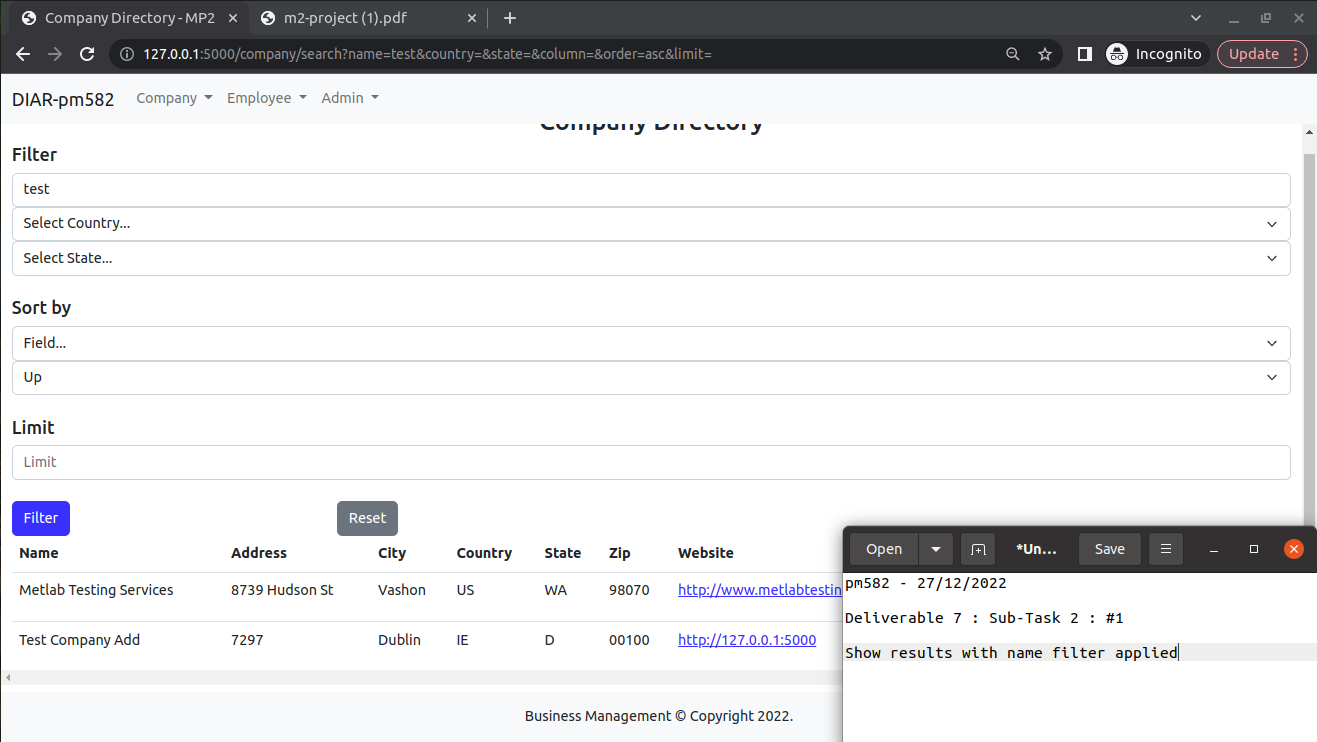 Company Directory - MP2
m2-project (1).pdf
127.0.0.1:5000/company/search?name=test&country=&state=&column=&order=asc&limit=
Incognito
Update
DIAR-pm582 Company Employee Admin
Company Directory
Filter
test
Select Country...
Select State...
Sort by
Field...
Up
Limit
Limit
Filter Reset
Name Address City Country State Zip Website
Metlab Testing Services 8739 Hudson St Vashon US WA 98070 http://www.metlabtestin
Test Company Add 7297 Dublin IE D 00100 http://127.0.0.1:5000
Business Management © Copyright 2022.
Open *Un... Save
pm582 - 27/12/2022
Deliverable 7 : Sub-Task 2 : #1
Show results with name filter applied